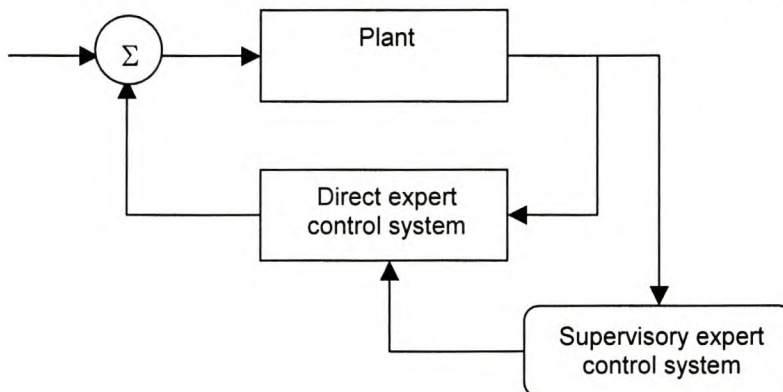 Σ
Plant
Direct expert
control system
Supervisory expert
control system